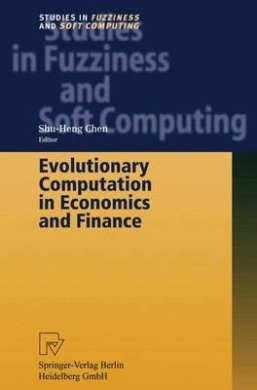 STUDIES IN FUZZINESS
AND SOFT COMPUTING
Studies
in Fuzziness
and
Soft Computing
Shu-Heng Chen
Editor
Evolutionary
Computation
in Economics
and Finance
Springer-Verlag Berlin
Heidelberg GmbH